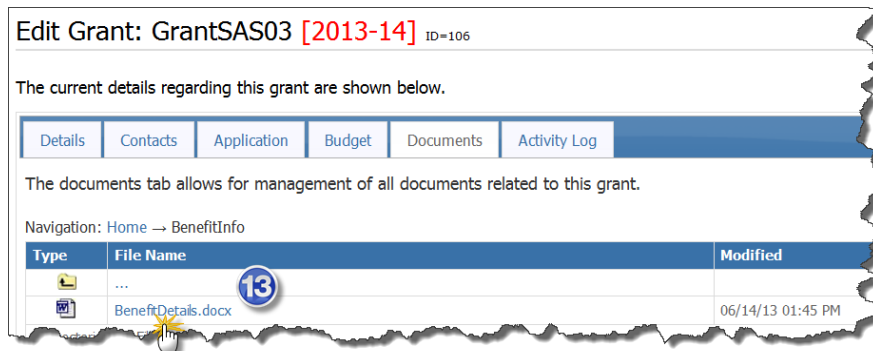 Edit Grant: GrantSAS03 [2013-14] ID=106
The current details regarding this grant are shown below.
Details Contacts Application Budget Documents Activity Log
The documents tab allows for management of all documents related to this grant.
Navigation: Home → BenefitInfo
Type File Name Modified
...
13
BenefitDetails.docx 06/14/13 01:45 PM